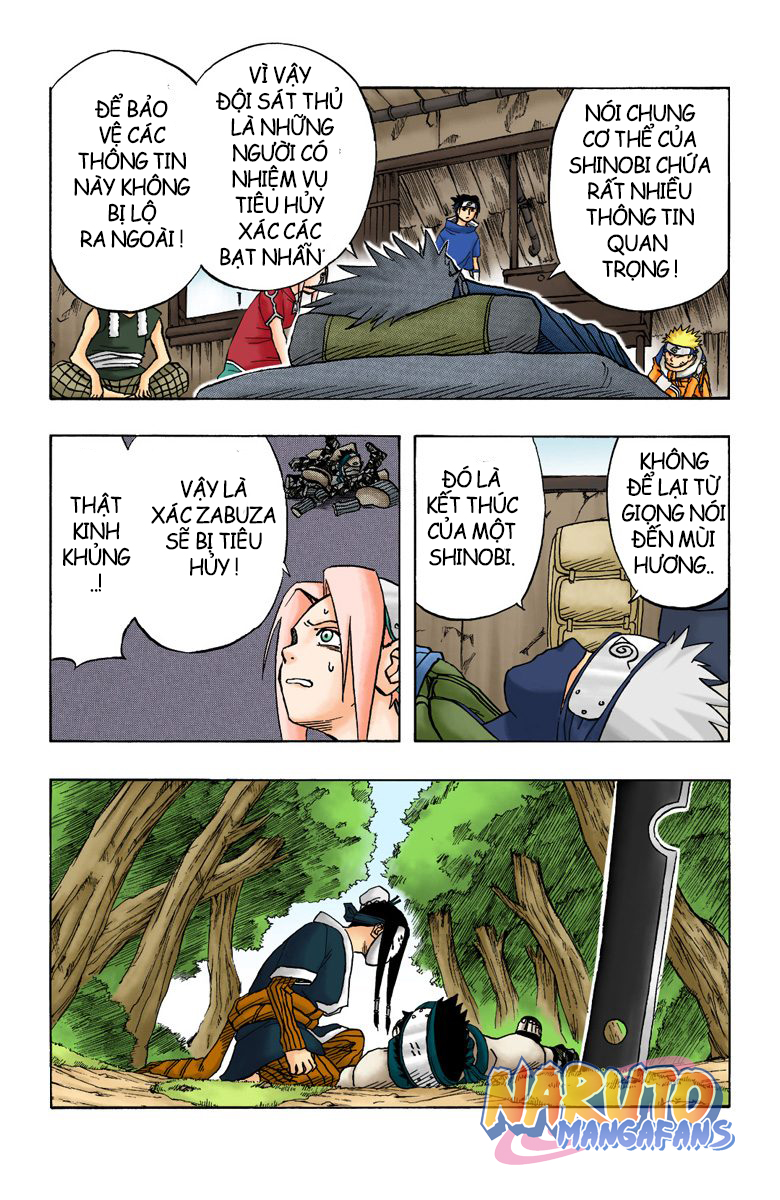 NÓI CHUNG
CƠ THỂ CỦA
SHINOBI CHỨA
RẤT NHIỀU
THÔNG TIN
QUAN
TRỌNG !
VÌ VẬY
ĐỘI SÁT THỦ
LÀ NHỮNG
NGƯỜI CÓ
NHIỆM VỤ
TIÊU HỦY
XÁC CÁC
BẠT NHẪN
ĐỂ BẢO
VỆ CÁC
THÔNG TIN
NÀY KHÔNG
BỊ LỘ
RA NGOÀI !
KHÔNG
ĐỂ LẠI TỪ
GIỌNG NÓI
ĐẾN MÙI
HƯƠNG..
ĐÓ LÀ
KẾT THÚC
CỦA MỘT
SHINOBI.
VẬY LÀ
XÁC ZABUZA
SẼ BỊ TIÊU
HỦY !
THẬT
KINH
KHỦNG
..!
NARUTO
MANGAFANS